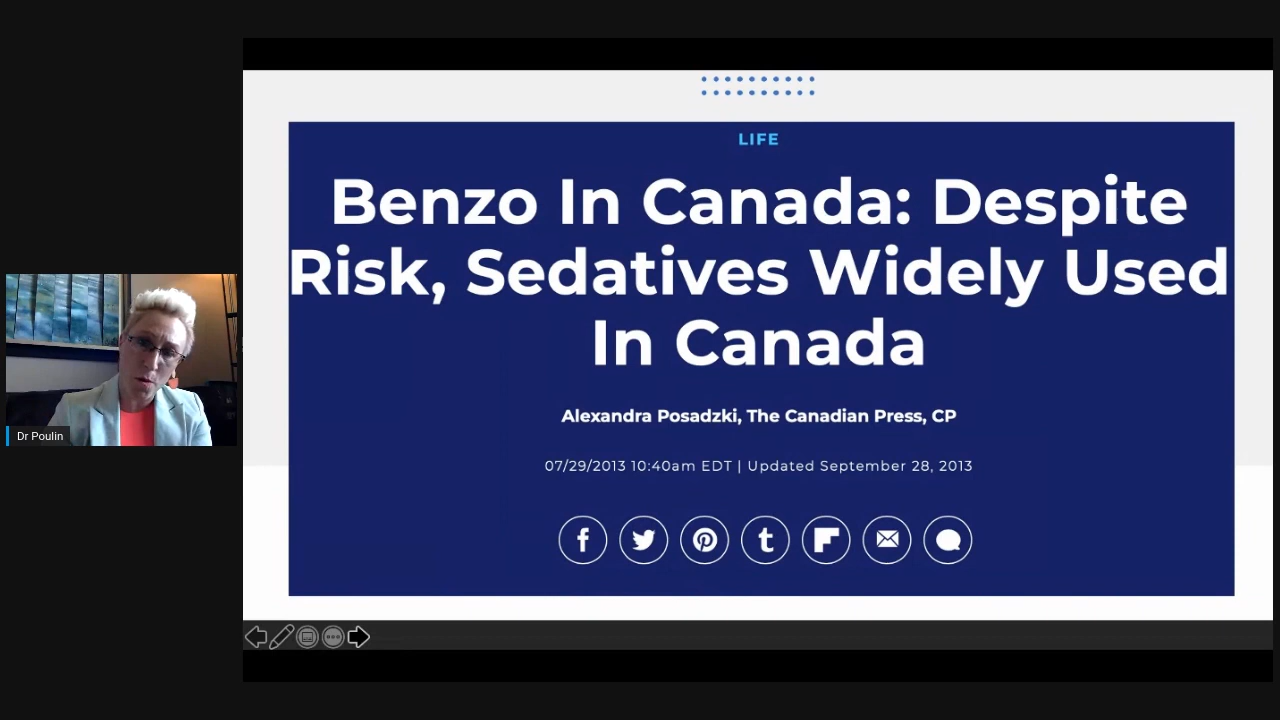 LIFE
Benzo In Canada: Despite
Risk, Sedatives Widely Used
In Canada
Alexandra Posadzki, The Canadian Press, CP
07/29/2013 10:40am EDT | Updated September 28, 2013
Dr Poulin